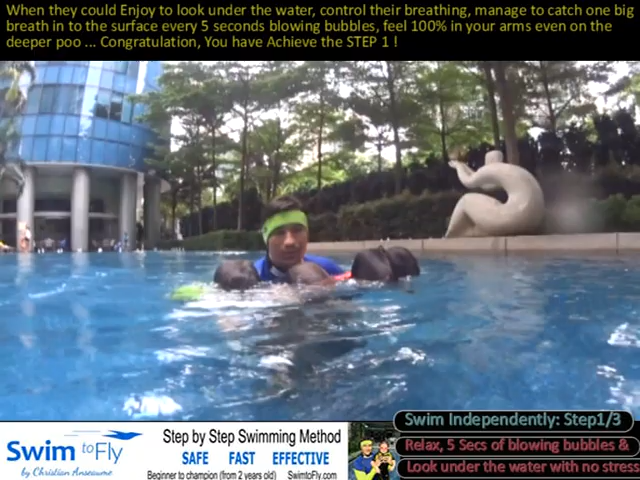 When they could Enjoy to look under the water, control their breathing, manage to catch one big
breath in to the surface every 5 seconds blowing bubbles, feel 100% in your arms even on the
deeper poo ... Congratulation, You have Achieve the STEP 1 !
Swim to Fly
by Christian Anseaume
Step by Step Swimming Method
SAFE FAST EFFECTIVE
Beginner to champion (from 2 years old) SwimtoFly.com
Swim Independently: Step1/3
Relax, 5 Secs of blowing bubbles &
Look under the water with no stress